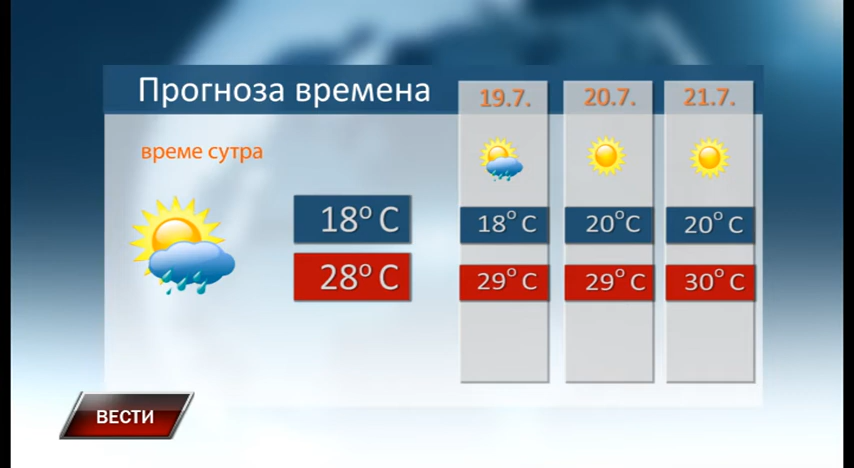 Прогноза времена
време сутра
18° C
28° C
19.7.
18° C
29° C
20.7.
20°C
29° C
21.7.
20° C
30° C
ВЕСТИ